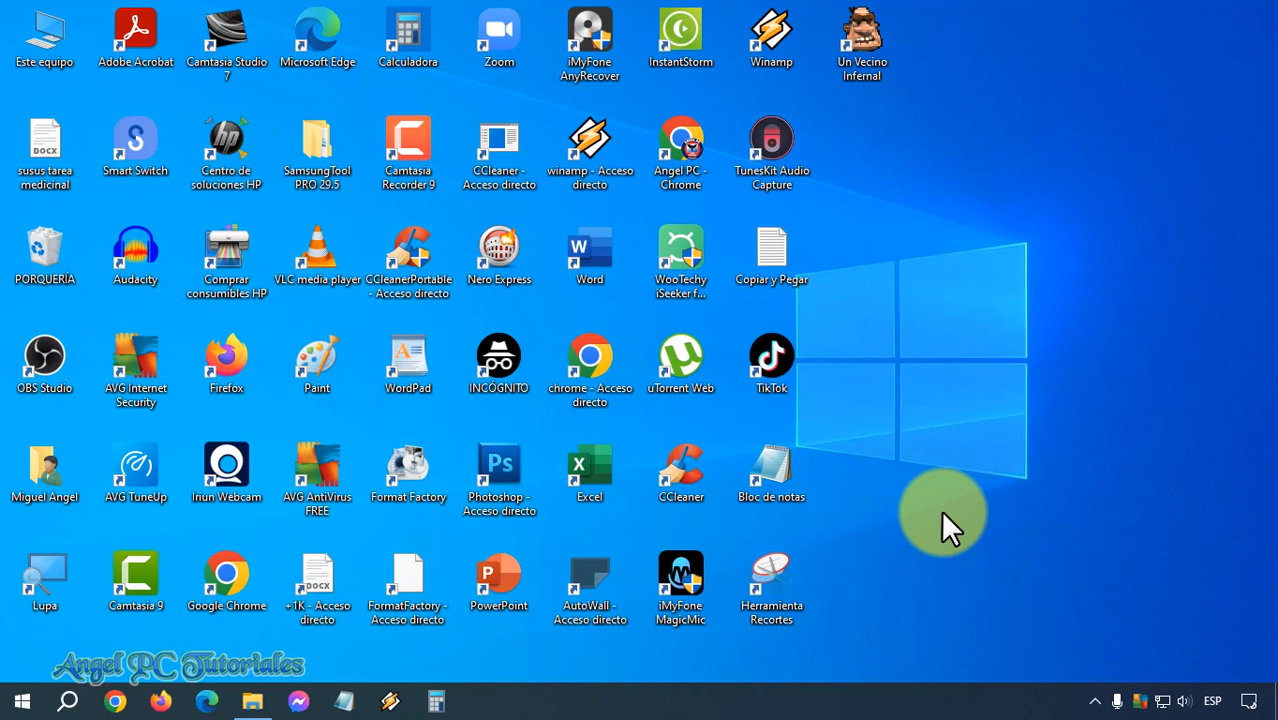 Este equipo
Adobe Acrobat
Camtasia Studio
7
Microsoft Edge
Calculadora
Zoom
iMyFone
AnyRecover
InstantStorm
Winamp
Un Vecino
Infernal
DOCX
susus tarea
medicinal
Smart Switch
hp
Centro de
soluciones HP
SamsungTool
PRO 29.5
Camtasia
Recorder 9
CCleaner -
Acceso directo
winamp - Acceso
directo
Angel PC -
Chrome
TunesKit Audio
Capture
PORQUERÍA
Audacity
Comprar
consumibles HP
VLC media player
CCleanerPortable
- Acceso directo
Nero Express
W
Word
WooTechy
iSeeker f...
Copiar y Pegar
OBS Studio
AVG Internet
Security
Firefox
Paint
WordPad
INCÓGNITO
chrome - Acceso
directo
uTorrent Web
TikTok
Miguel Angel
AVG TuneUp
Iriun Webcam
AVG AntiVirus
FREE
Format Factory
Ps
Photoshop -
Acceso directo
X
Excel
CCleaner
Bloc de notas
Lupa
Camtasia 9
Google Chrome
DOCX
+1K - Acceso
directo
FormatFactory -
Acceso directo
P
PowerPoint
AutoWall -
Acceso directo
iMyFone
MagicMic
Herramienta
Recortes
Angel PC Tutoriales
ESP